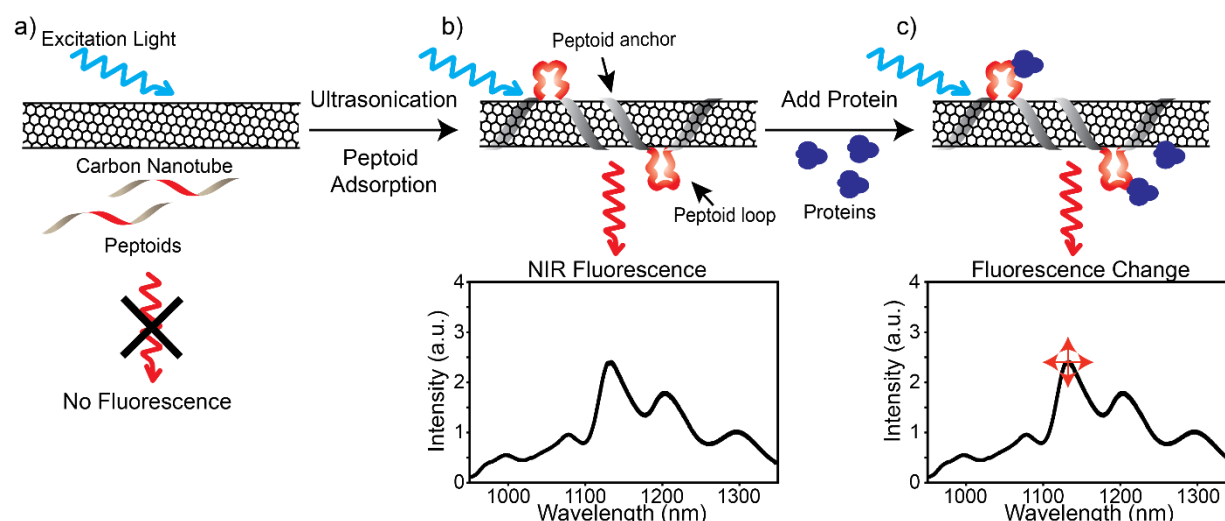 a)
Excitation Light
Carbon Nanotube
Peptoids
No Fluorescence
Ultrasonication
Peptoid
Adsorption
b)
Peptoid anchor
Peptoid loop
NIR Fluorescence
4
3
2
1
0
Intensity (a.u.)
1000 1100 1200 1300
Wavelength (nm)
Add Protein
Proteins
c)
Fluorescence Change
4
3
2
1
0
Intensity (a.u.)
1000 1100 1200 1300
Wavelength (nm)